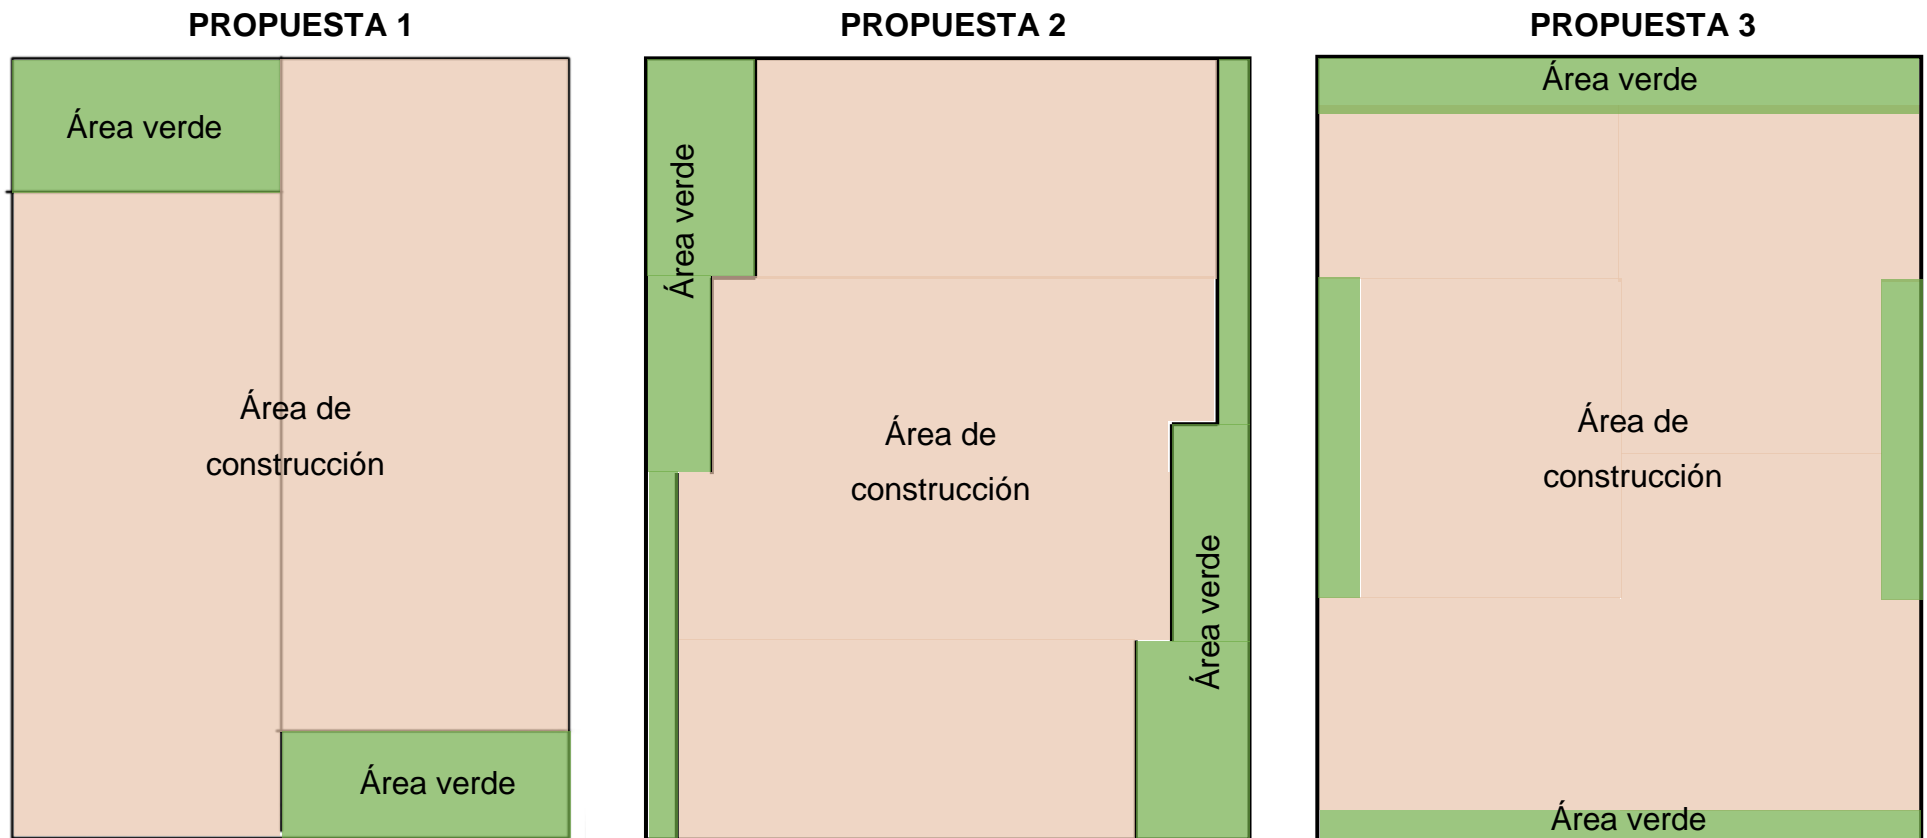 PROPUESTA 1
Área verde
Área de
construcción
Área verde
PROPUESTA 2
Área verde
Área de
construcción
Área verde
PROPUESTA 3
Área verde
Área de
construcción
Área verde